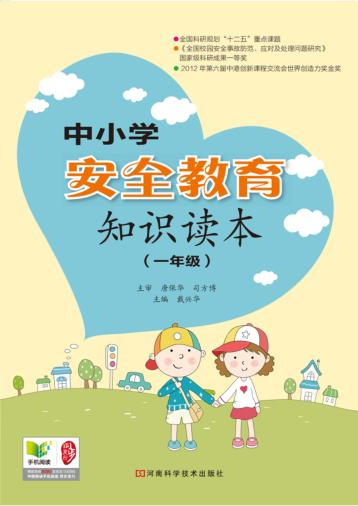 ●全国科研规划“十二五”重点课题
●《全国校园安全事故防范、应对及处理问题研究》
国家级科研成果一等奖
●2012年第六届中港创新课程交流会世界创造力奖金奖
中小学
安全教育
知识读本
(一年级)
主审 唐保华 司方博
主编 戴兴华
手机阅读
河南科学技术出版社